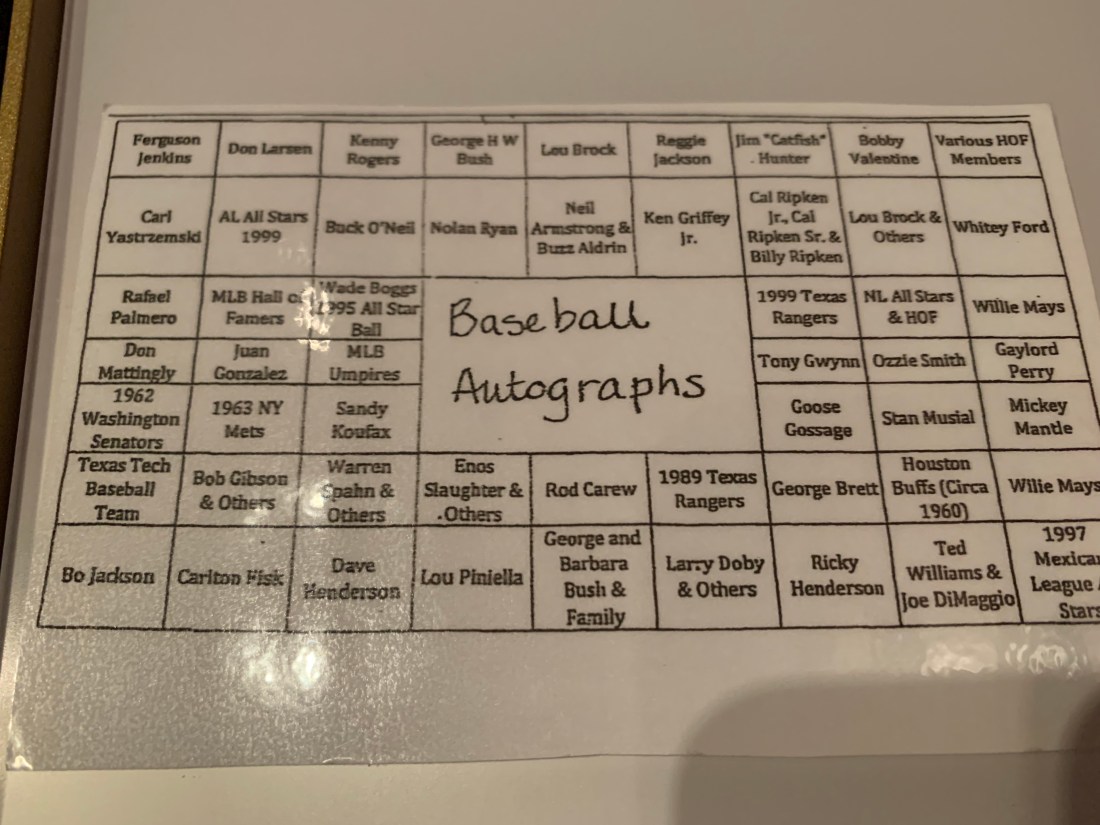 Ferguson
Jenkins
Don Larsen
Kenny
Rogers
George H W
Bush
Lou Brock
Reggie
Jackson
Jim "Catfish"
. Hunter
Bobby
Valentine
Various HOF
Members
Carl
Yastrzemski
AL All Stars
1999
Buck O'Neil
Nolan Ryan
Neil
Armstrong &
Buzz Aldrin
Ken Griffey
Jr.
Cal Ripken
Jr., Cal
Ripken Sr. &
Billy Ripken
Lou Brock &
Others
Whitey Ford
Rafael
Palmero
MLB Hall
Famers
Wade Boggs
1995 All Star
Ball
Baseball
Autographs
1999 Texas
Rangers
NL All Stars
& HOF
Willie Mays
Don
Mattingly
Juan
Gonzalez
MLB
Umpires
Tony Gwynn
Ozzie Smith
Gaylord
Perry
1962
Washington
Senators
1963 NY
Mets
Sandy
Koufax
Goose
Gossage
Stan Musial
Mickey
Mantle
Texas Tech
Baseball
Team
Bob Gibson
& Others
Warren
Spahn &
Others
Enos
Slaughter &
.Others
Rod Carew
1989 Texas
Rangers
George Brett
Houston
Buffs (Circa
1960)
Wilie Mays
Bo Jackson
Carlton Fisk
Dave
Henderson
Lou Piniella
George and
Barbara
Bush &
Family
Larry Doby
& Others
Ricky
Henderson
Ted
Williams &
Joe DiMaggio
1997
Mexica
League
Stars